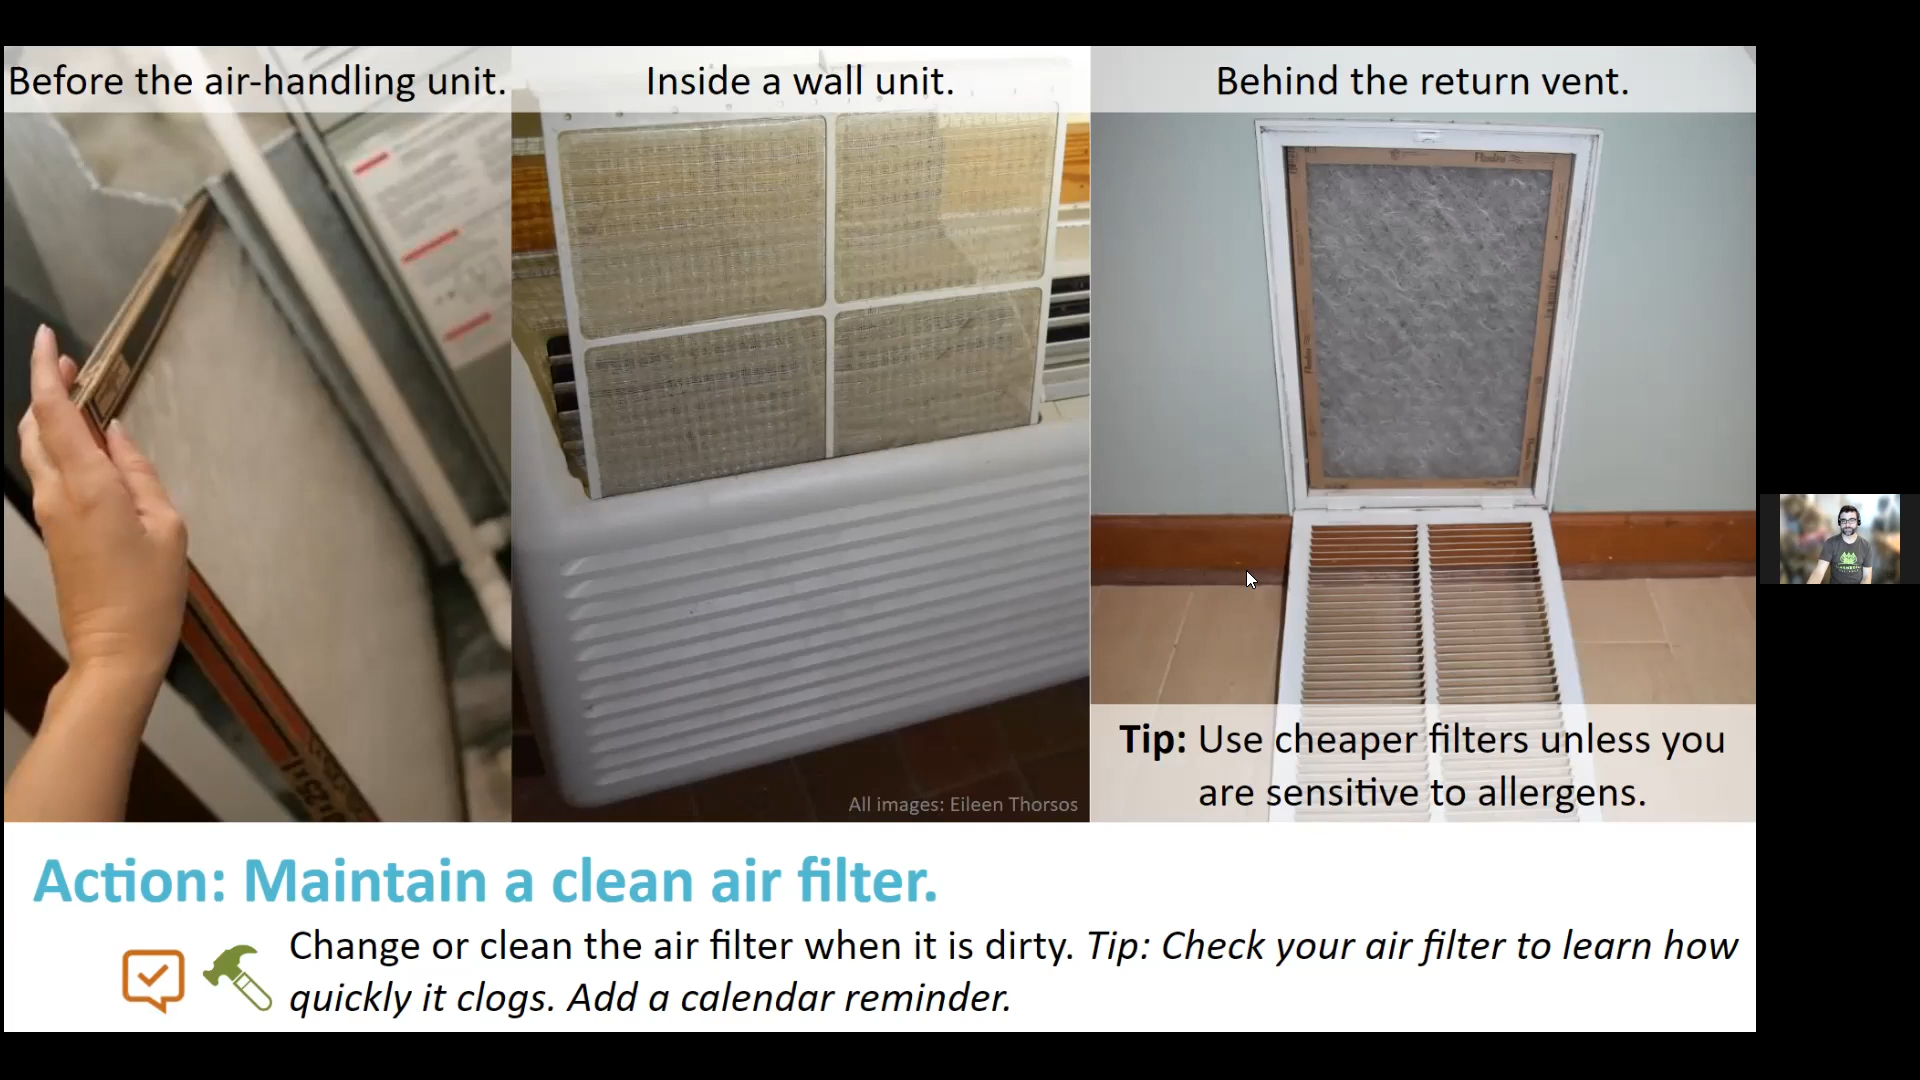 Before the air-handling unit.
Inside a wall unit.
Behind the return vent.
All images: Eileen Thorsos
Tip: Use cheaper filters unless you
are sensitive to allergens.
Action: Maintain a clean air filter.
Change or clean the air filter when it is dirty. Tip: Check your air filter to learn how
quickly it clogs. Add a calendar reminder.